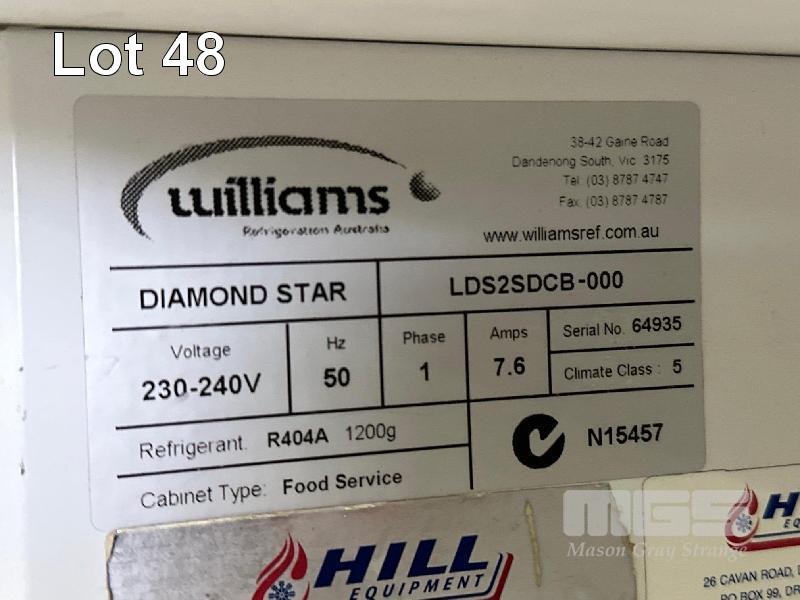 Lot 48
williams
Refrigeration Australia
38-42 Gaine Road
Dandenong South, Vic 3175
Tel: (03) 8787 4747
Fax: (03) 8787 4787
www.williamsref.com.au
DIAMOND STAR
LDS2SDCB-000
Voltage
230-240V
Hz
50
Phase
1
Amps
7.6
Serial No. 64935
Climate Class : 5
Refrigerant. R404A 1200g
N15457
Cabinet Type: Food Service
MGS
Mason Gray Strange
HILL
EQUIPMENT
26 CAVAN ROAD,
PO BOX 99,